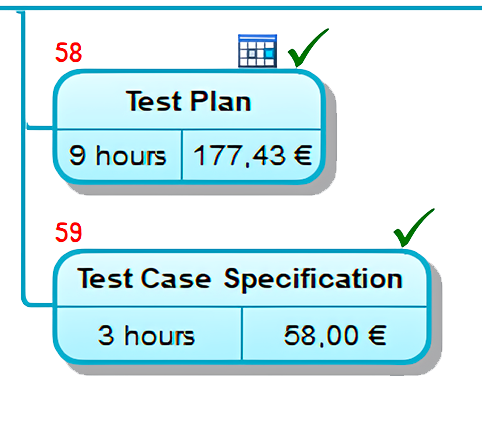 58
Test Plan
9 hours 177,43 €
59
Test Case Specification
3 hours 58,00 €